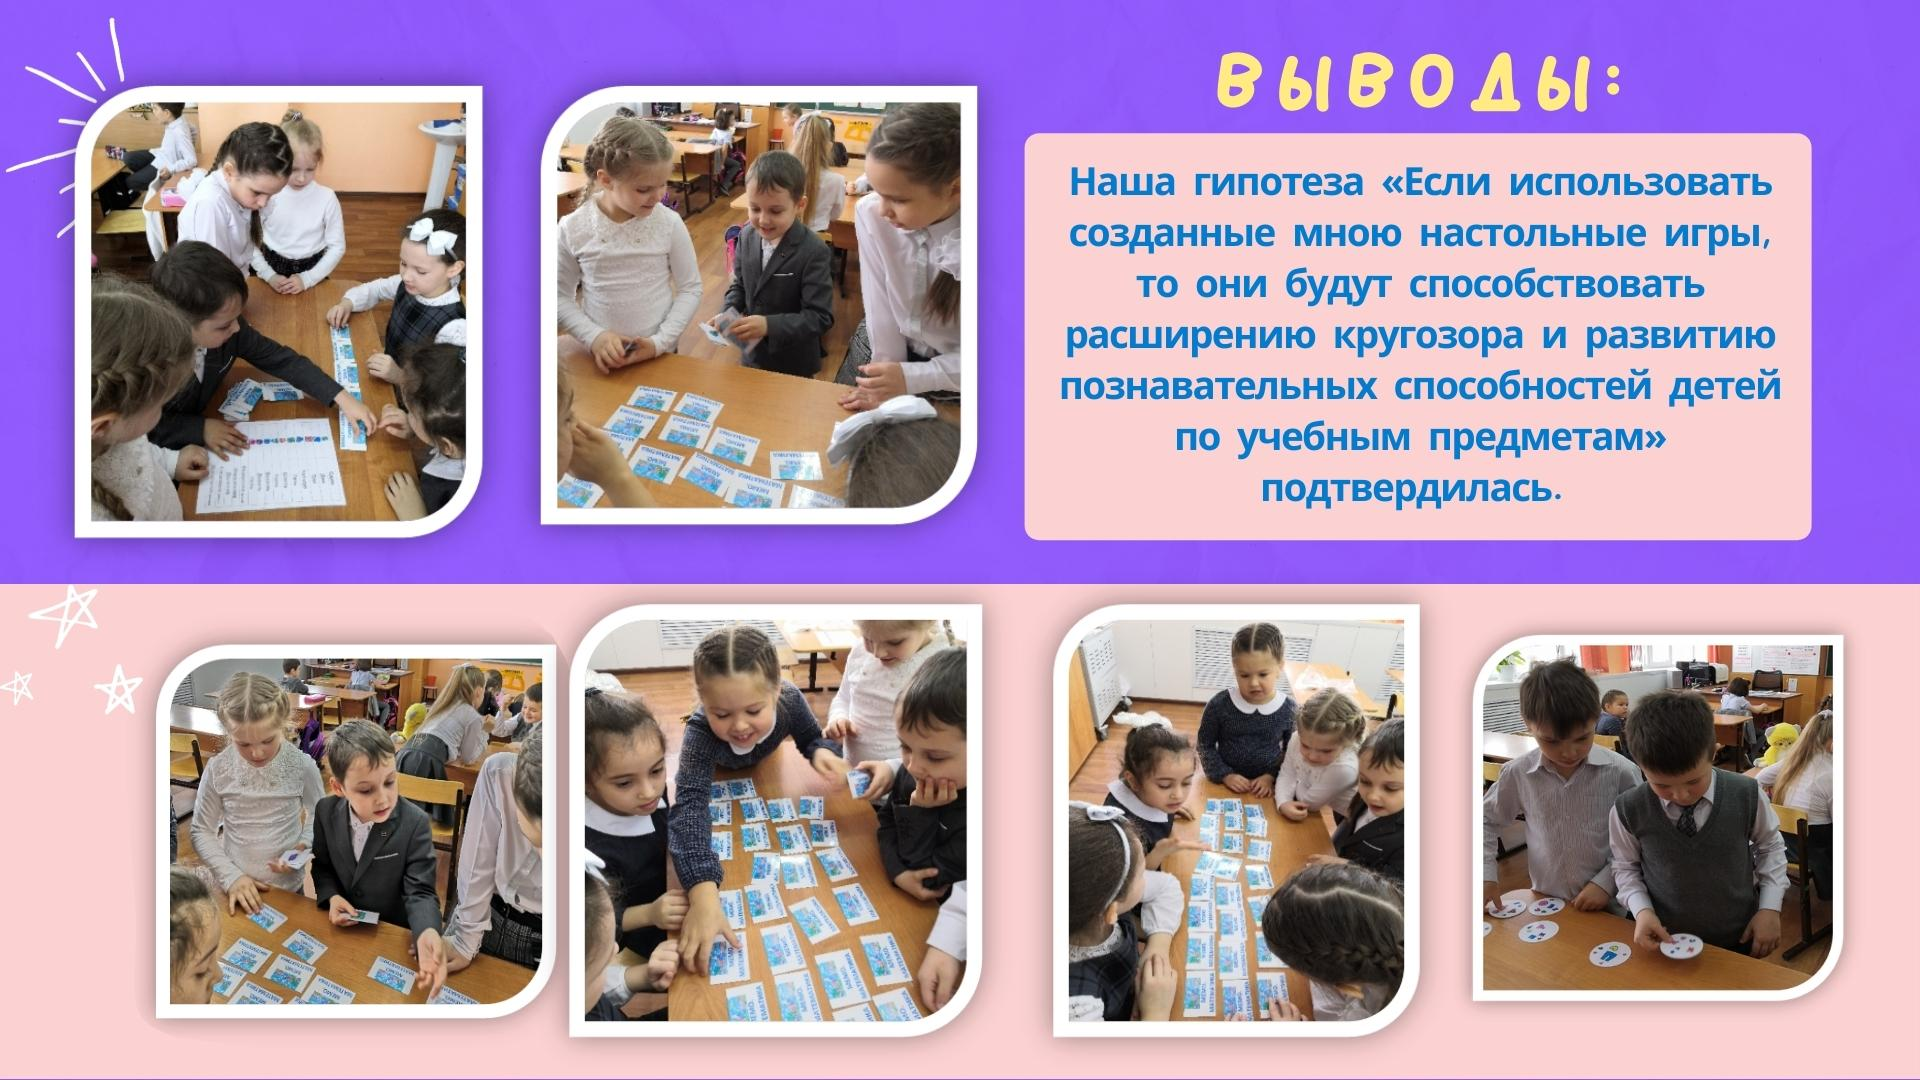 ВЫВОДЫ:
Наша гипотеза «Если использовать
созданные мною настольные игры,
то они будут способствовать
расширению кругозора и развитию
познавательных способностей детей
по учебным предметам»
подтвердилась.